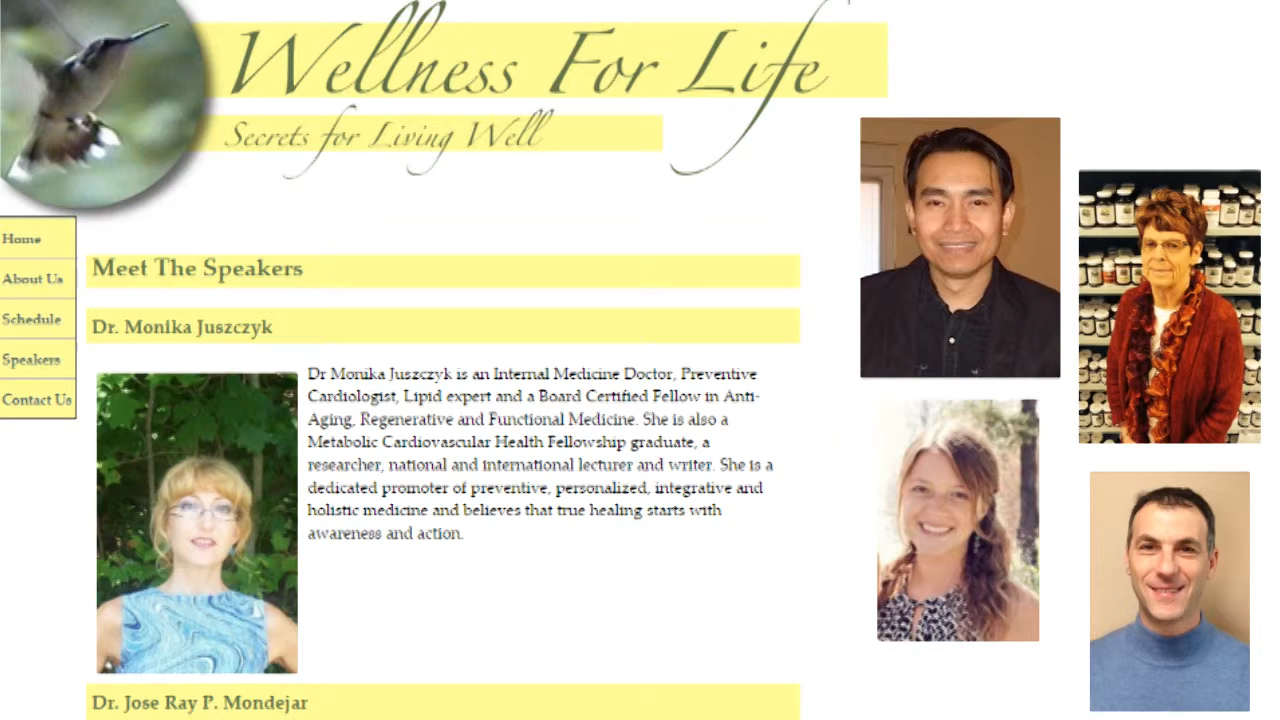 Wellness For Life
Secrets for Living Well
Home
About Us
Schedule
Speakers
Contact Us
Meet The Speakers
Dr. Monika Juszczyk
Dr Monika Juszczyk is an Internal Medicine Doctor, Preventive
Cardiologist, Lipid expert and a Board Certified Fellow in Anti-
Aging, Regenerative and Functional Medicine. She is also a
Metabolic Cardiovascular Health Fellowship graduate, a
researcher, national and international lecturer and writer. She is a
dedicated promoter of preventive, personalized, integrative and
holistic medicine and believes that true healing starts with
awareness and action.
Dr. Jose Ray P. Mondejar